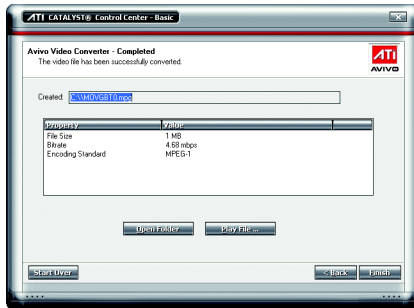 ATI CATALYST® Control Center - Basic
Avivo Video Converter - Completed
The video file has been successfully converted.
ATI
AVIVO
Created: C:\\MOVGBT0.mpg
Property Value
File Size 1 MB
Bitrate 4.68 mbps
Encoding Standard MPEG-1
Open Folder Play File ...
Start Over < Back Finish